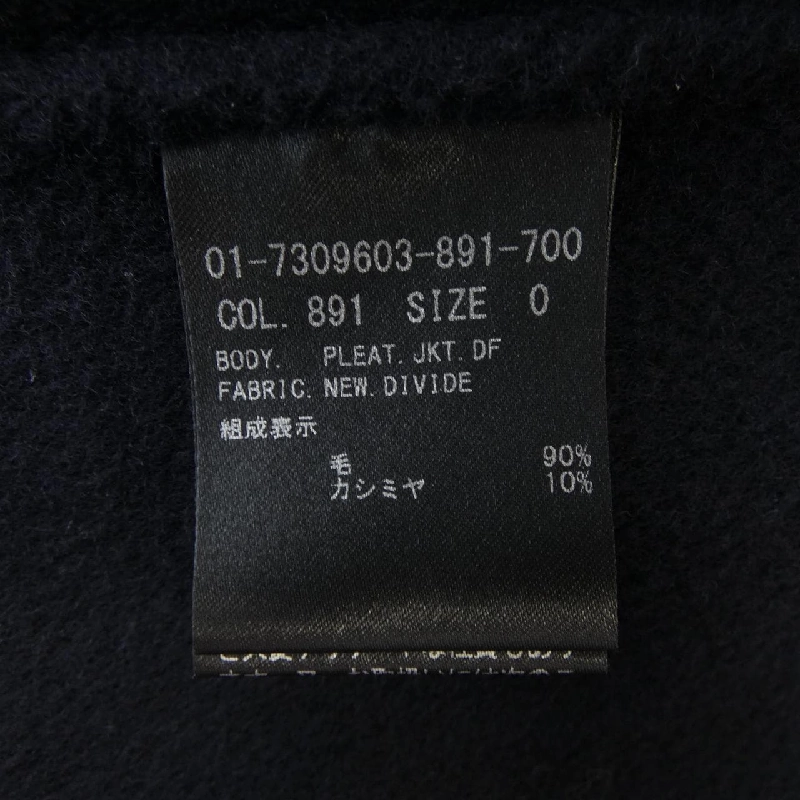 01-7309603-891-700
COL. 891 SIZE 0
BODY. PLEAT.JKT.DF
FABRIC.NEW.DIVIDE
組成表示
毛 90%
カシミヤ 10%